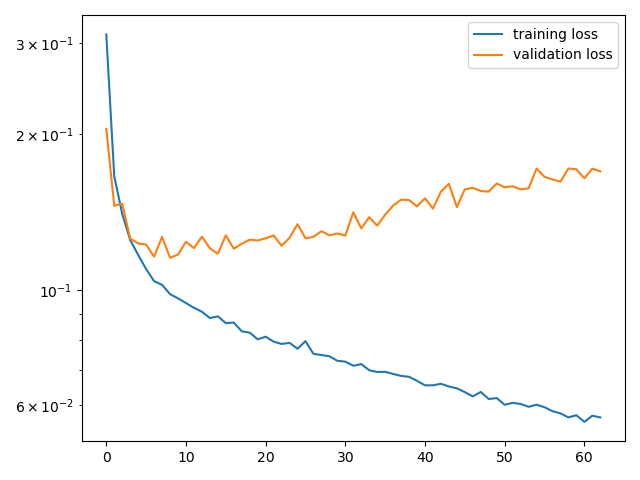 training loss
validation loss
3 × 10⁻¹
2 × 10⁻¹
10⁻¹
6 × 10⁻²
0 10 20 30 40 50 60